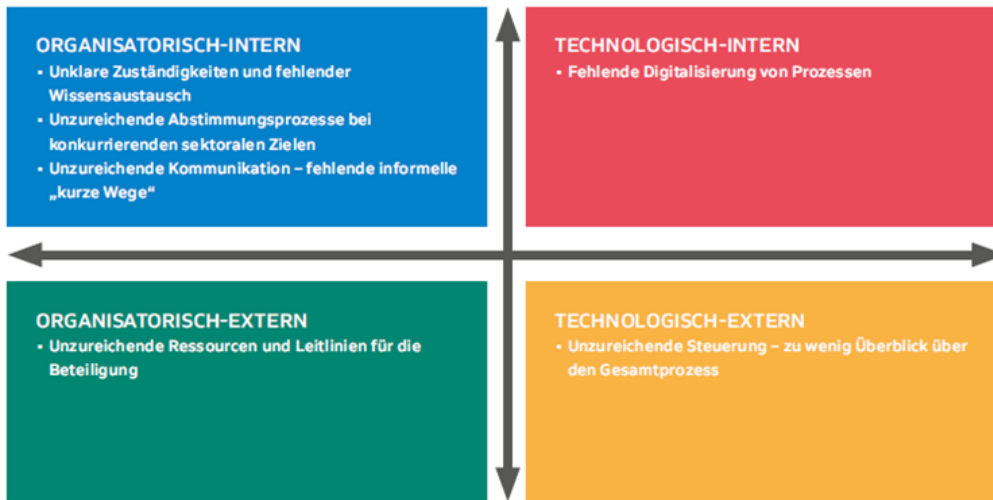 ORGANISATORISCH-INTERN
▪ Unklare Zuständigkeiten und fehlender
Wissensaustausch
▪ Unzureichende Abstimmungsprozesse bei
konkurrierenden sektoralen Zielen
▪ Unzureichende Kommunikation – fehlende informelle
„kurze Wege“
TECHNOLOGISCH-INTERN
▪ Fehlende Digitalisierung von Prozessen
ORGANISATORISCH-EXTERN
▪ Unzureichende Ressourcen und Leitlinien für die
Beteiligung
TECHNOLOGISCH-EXTERN
▪ Unzureichende Steuerung – zu wenig Überblick über
den Gesamtprozess